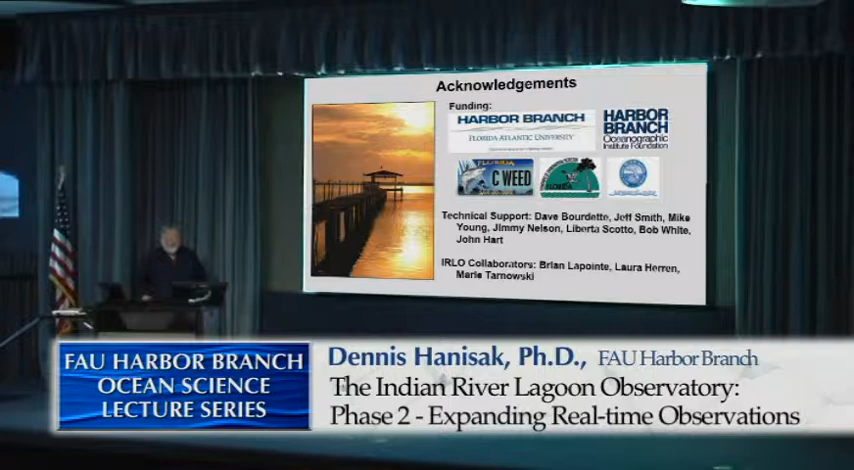 Acknowledgements
Funding:
HARBOR BRANCH
FLORIDA ATLANTIC UNIVERSITY
HARBOR
BRANCH
Oceanographic
Institute Foundation
FLORIDA
C WEED
FLORIDA
Technical Support: Dave Bourdette, Jeff Smith, Mike
Young, Jimmy Nelson, Liberta Scotto, Bob White,
John Hart
IRLO Collaborators: Brian Lapointe, Laura Herren,
Marie Tarnowski
FAU HARBOR BRANCH
OCEAN SCIENCE
LECTURE SERIES
Dennis Hanisak, Ph.D., FAU Harbor Branch
The Indian River Lagoon Observatory:
Phase 2 - Expanding Real-time Observations